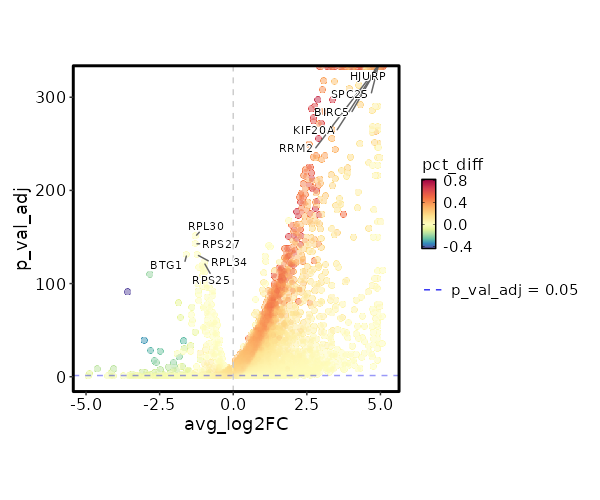 HJURP
SPC25
BIRC5
KIF20A
RRM2
RPL30
RPS27
RPL34
BTG1
RPS25
300
200
100
0
p_val_adj
-5.0
-2.5
0.0
2.5
5.0
avg_log2FC
pct_diff
0.8
0.4
0.0
-0.4
p_val_adj = 0.05